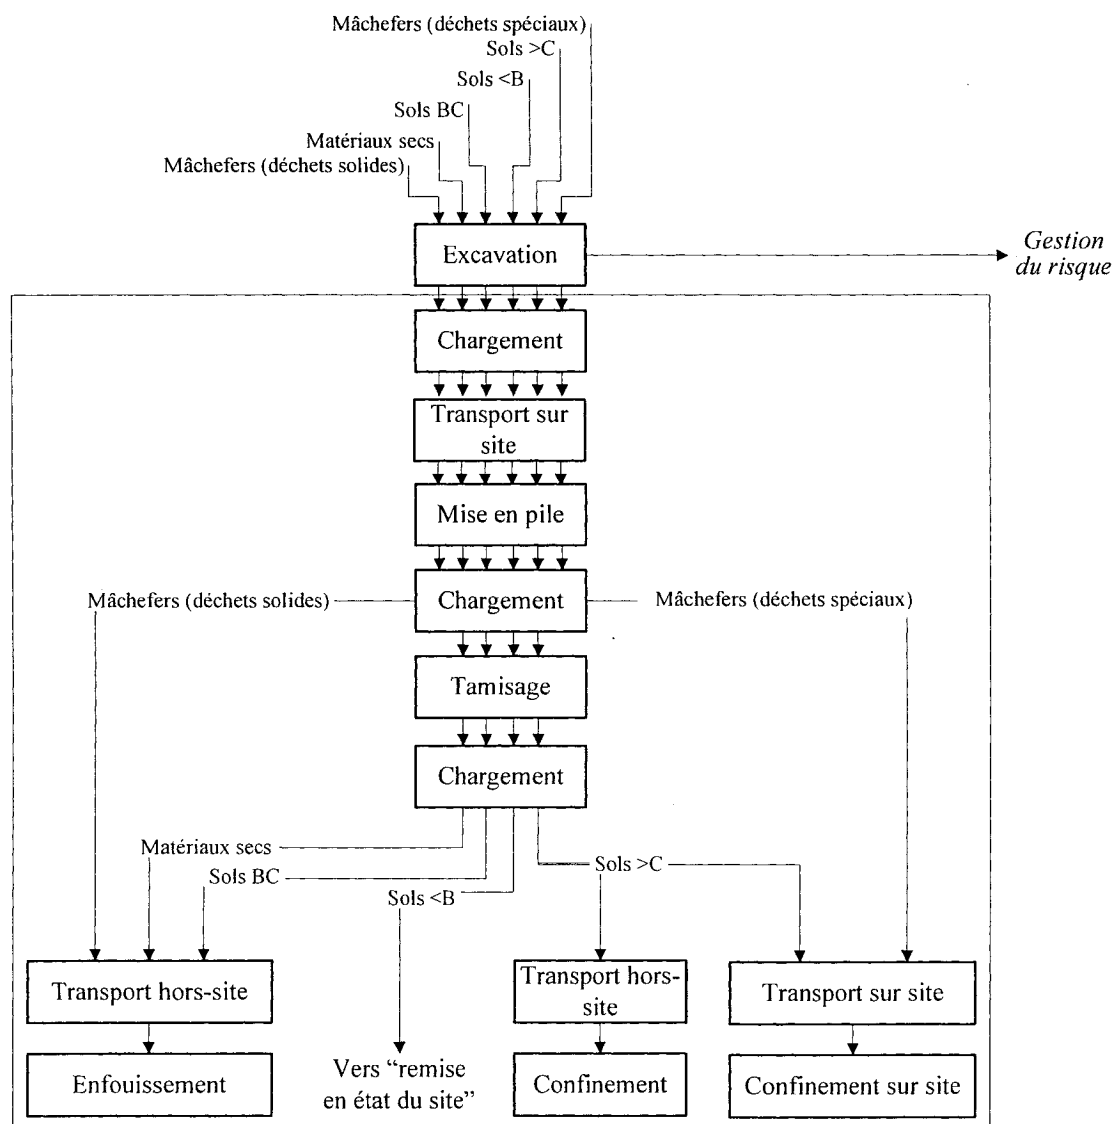 Mâchefers (déchets spéciaux)
Sols >C
Sols <B
Sols BC
Matériaux secs
Mâchefers (déchets solides)
Excavation
Gestion
du risque
Chargement
Transport sur
site
Mise en pile
Mâchefers (déchets solides)
Chargement
Mâchefers (déchets spéciaux)
Tamisage
Chargement
Matériaux secs
Sols BC
Sols <B
Sols >C
Transport hors-site
Transport hors-
site
Transport sur site
Enfouissement
Vers “remise
en état du site”
Confinement
Confinement sur site